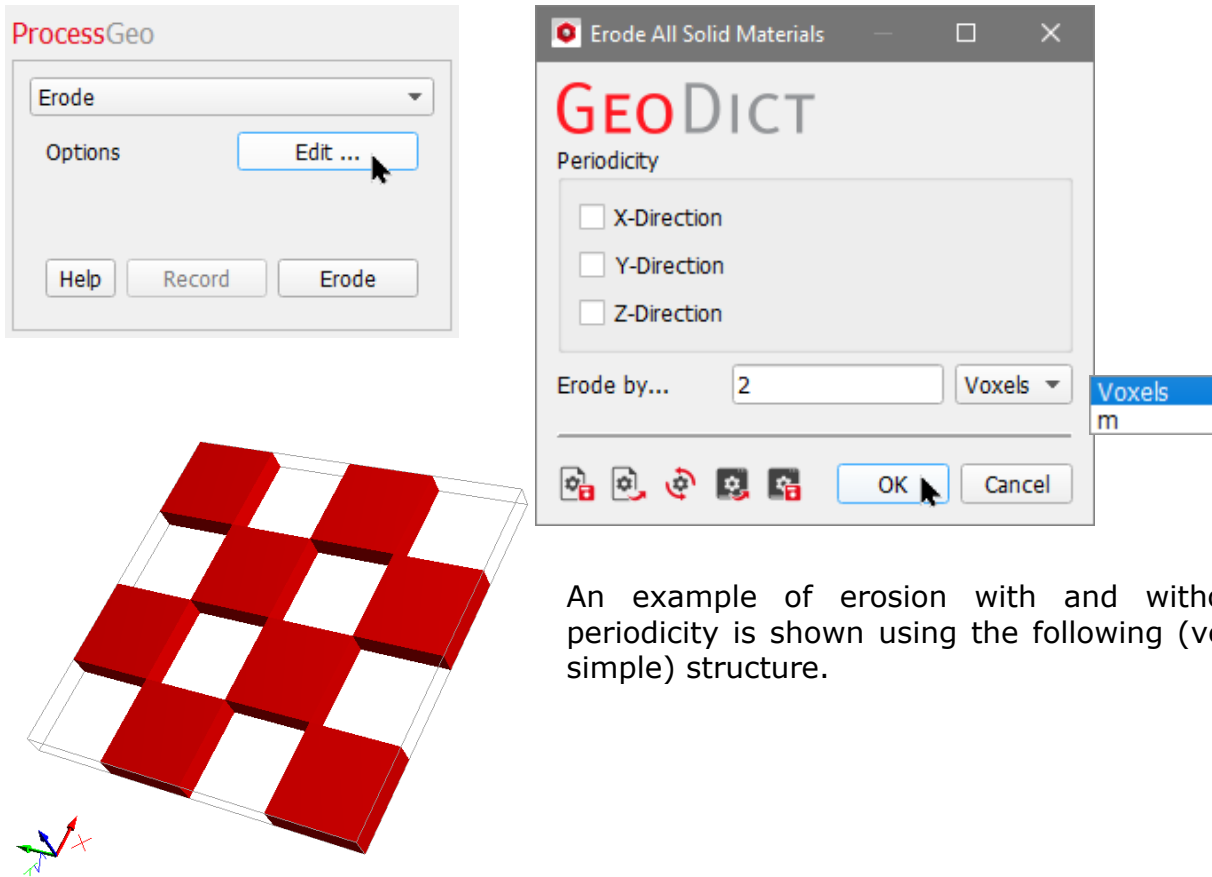 ProcessGeo
Erode
Options
Edit ...
Help
Record
Erode
Erode All Solid Materials
GEODICT
Periodicity
X-Direction
Y-Direction
Z-Direction
Erode by...
2
Voxels
Voxels
m
OK
Cancel
An example of erosion with and
periodicity is shown using the following
simple) structure.
X